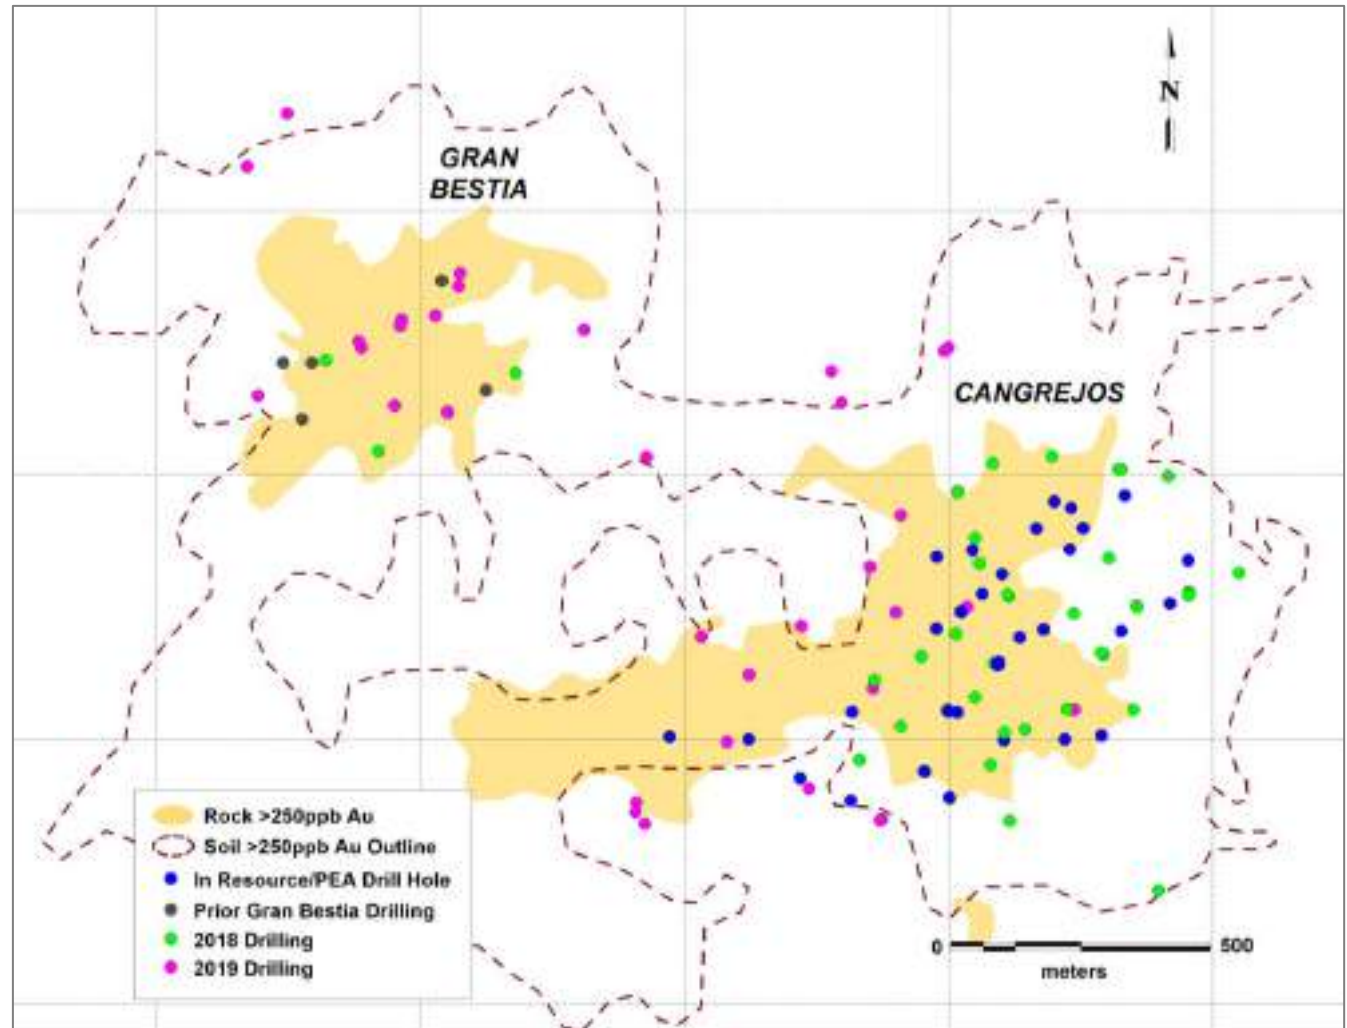 N
GRAN
BESTIA
CANGREJOS
Rock >250ppb Au
Soil >250ppb Au Outline
In Resource/PEA Drill Hole
Prior Gran Bestia Drilling
2018 Drilling
2019 Drilling
0 500
meters